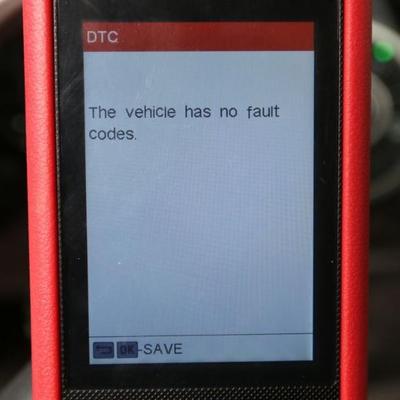 DTC
The vehicle has no fault
codes.
OK-SAVE